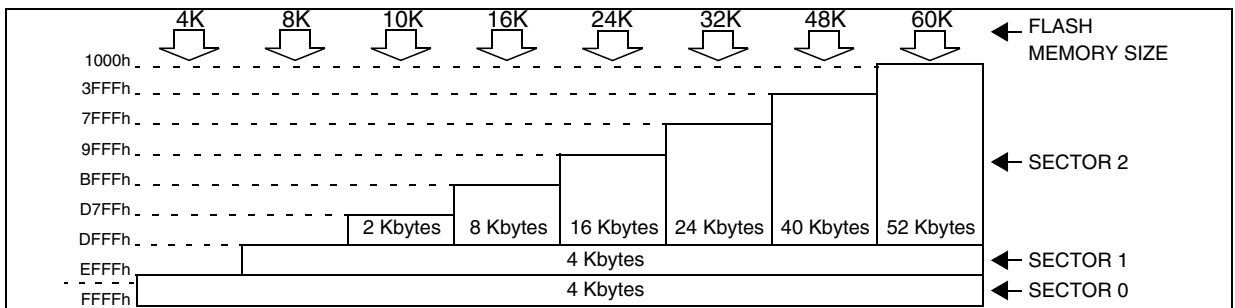 4K 8K 10K 16K 24K 32K 48K 60K
FLASH
MEMORY SIZE
1000h
3FFFh
7FFFh
9FFFh
SECTOR 2
BFFFh
D7FFh
2 Kbytes 8 Kbytes 16 Kbytes 24 Kbytes 40 Kbytes 52 Kbytes
DFFFh
4 Kbytes
SECTOR 1
EFFFh
4 Kbytes
SECTOR 0
FFFFh